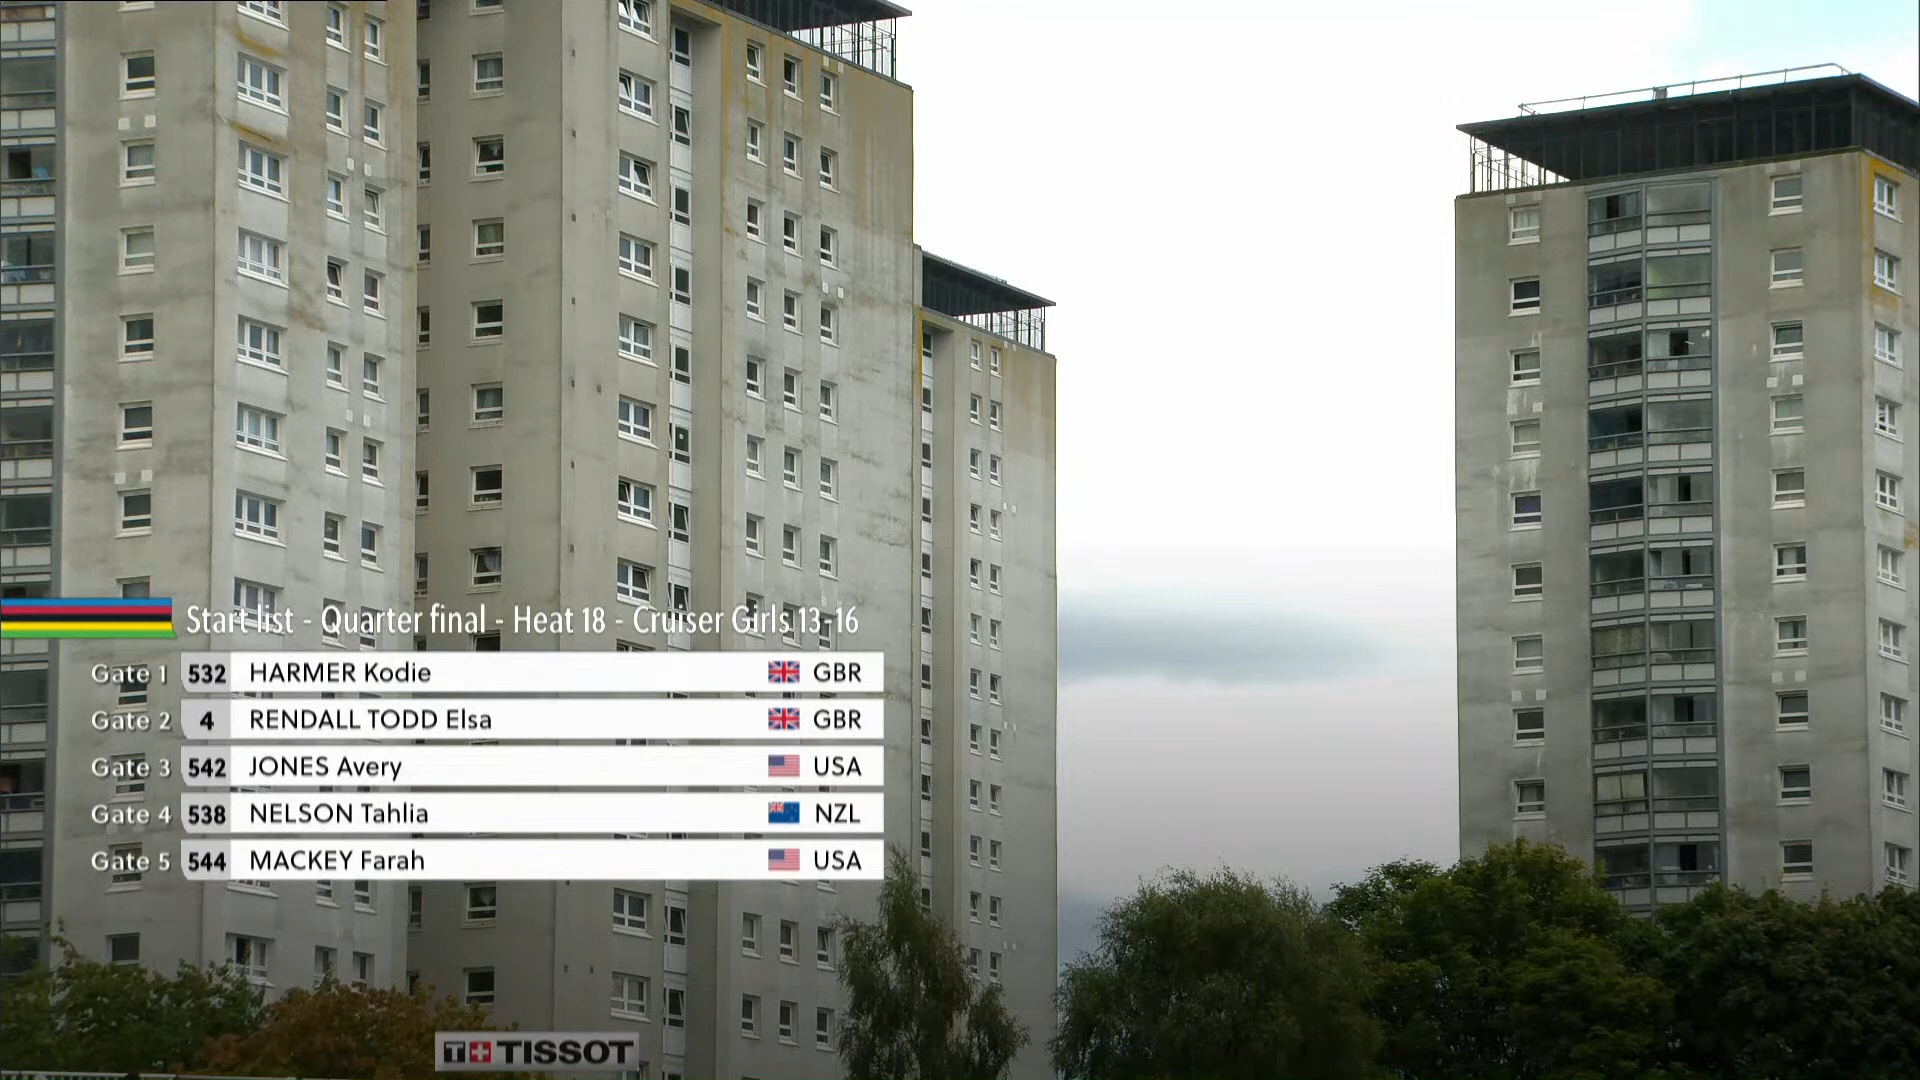 Start list - Quarter final - Heat 18 - Cruiser Girls 13-16
Gate 1 532 HARMER Kodie GBR
Gate 2 4 RENDALL TODD Elsa GBR
Gate 3 542 JONES Avery USA
Gate 4 538 NELSON Tahlia NZL
Gate 5 544 MACKEY Farah USA
TISSOT